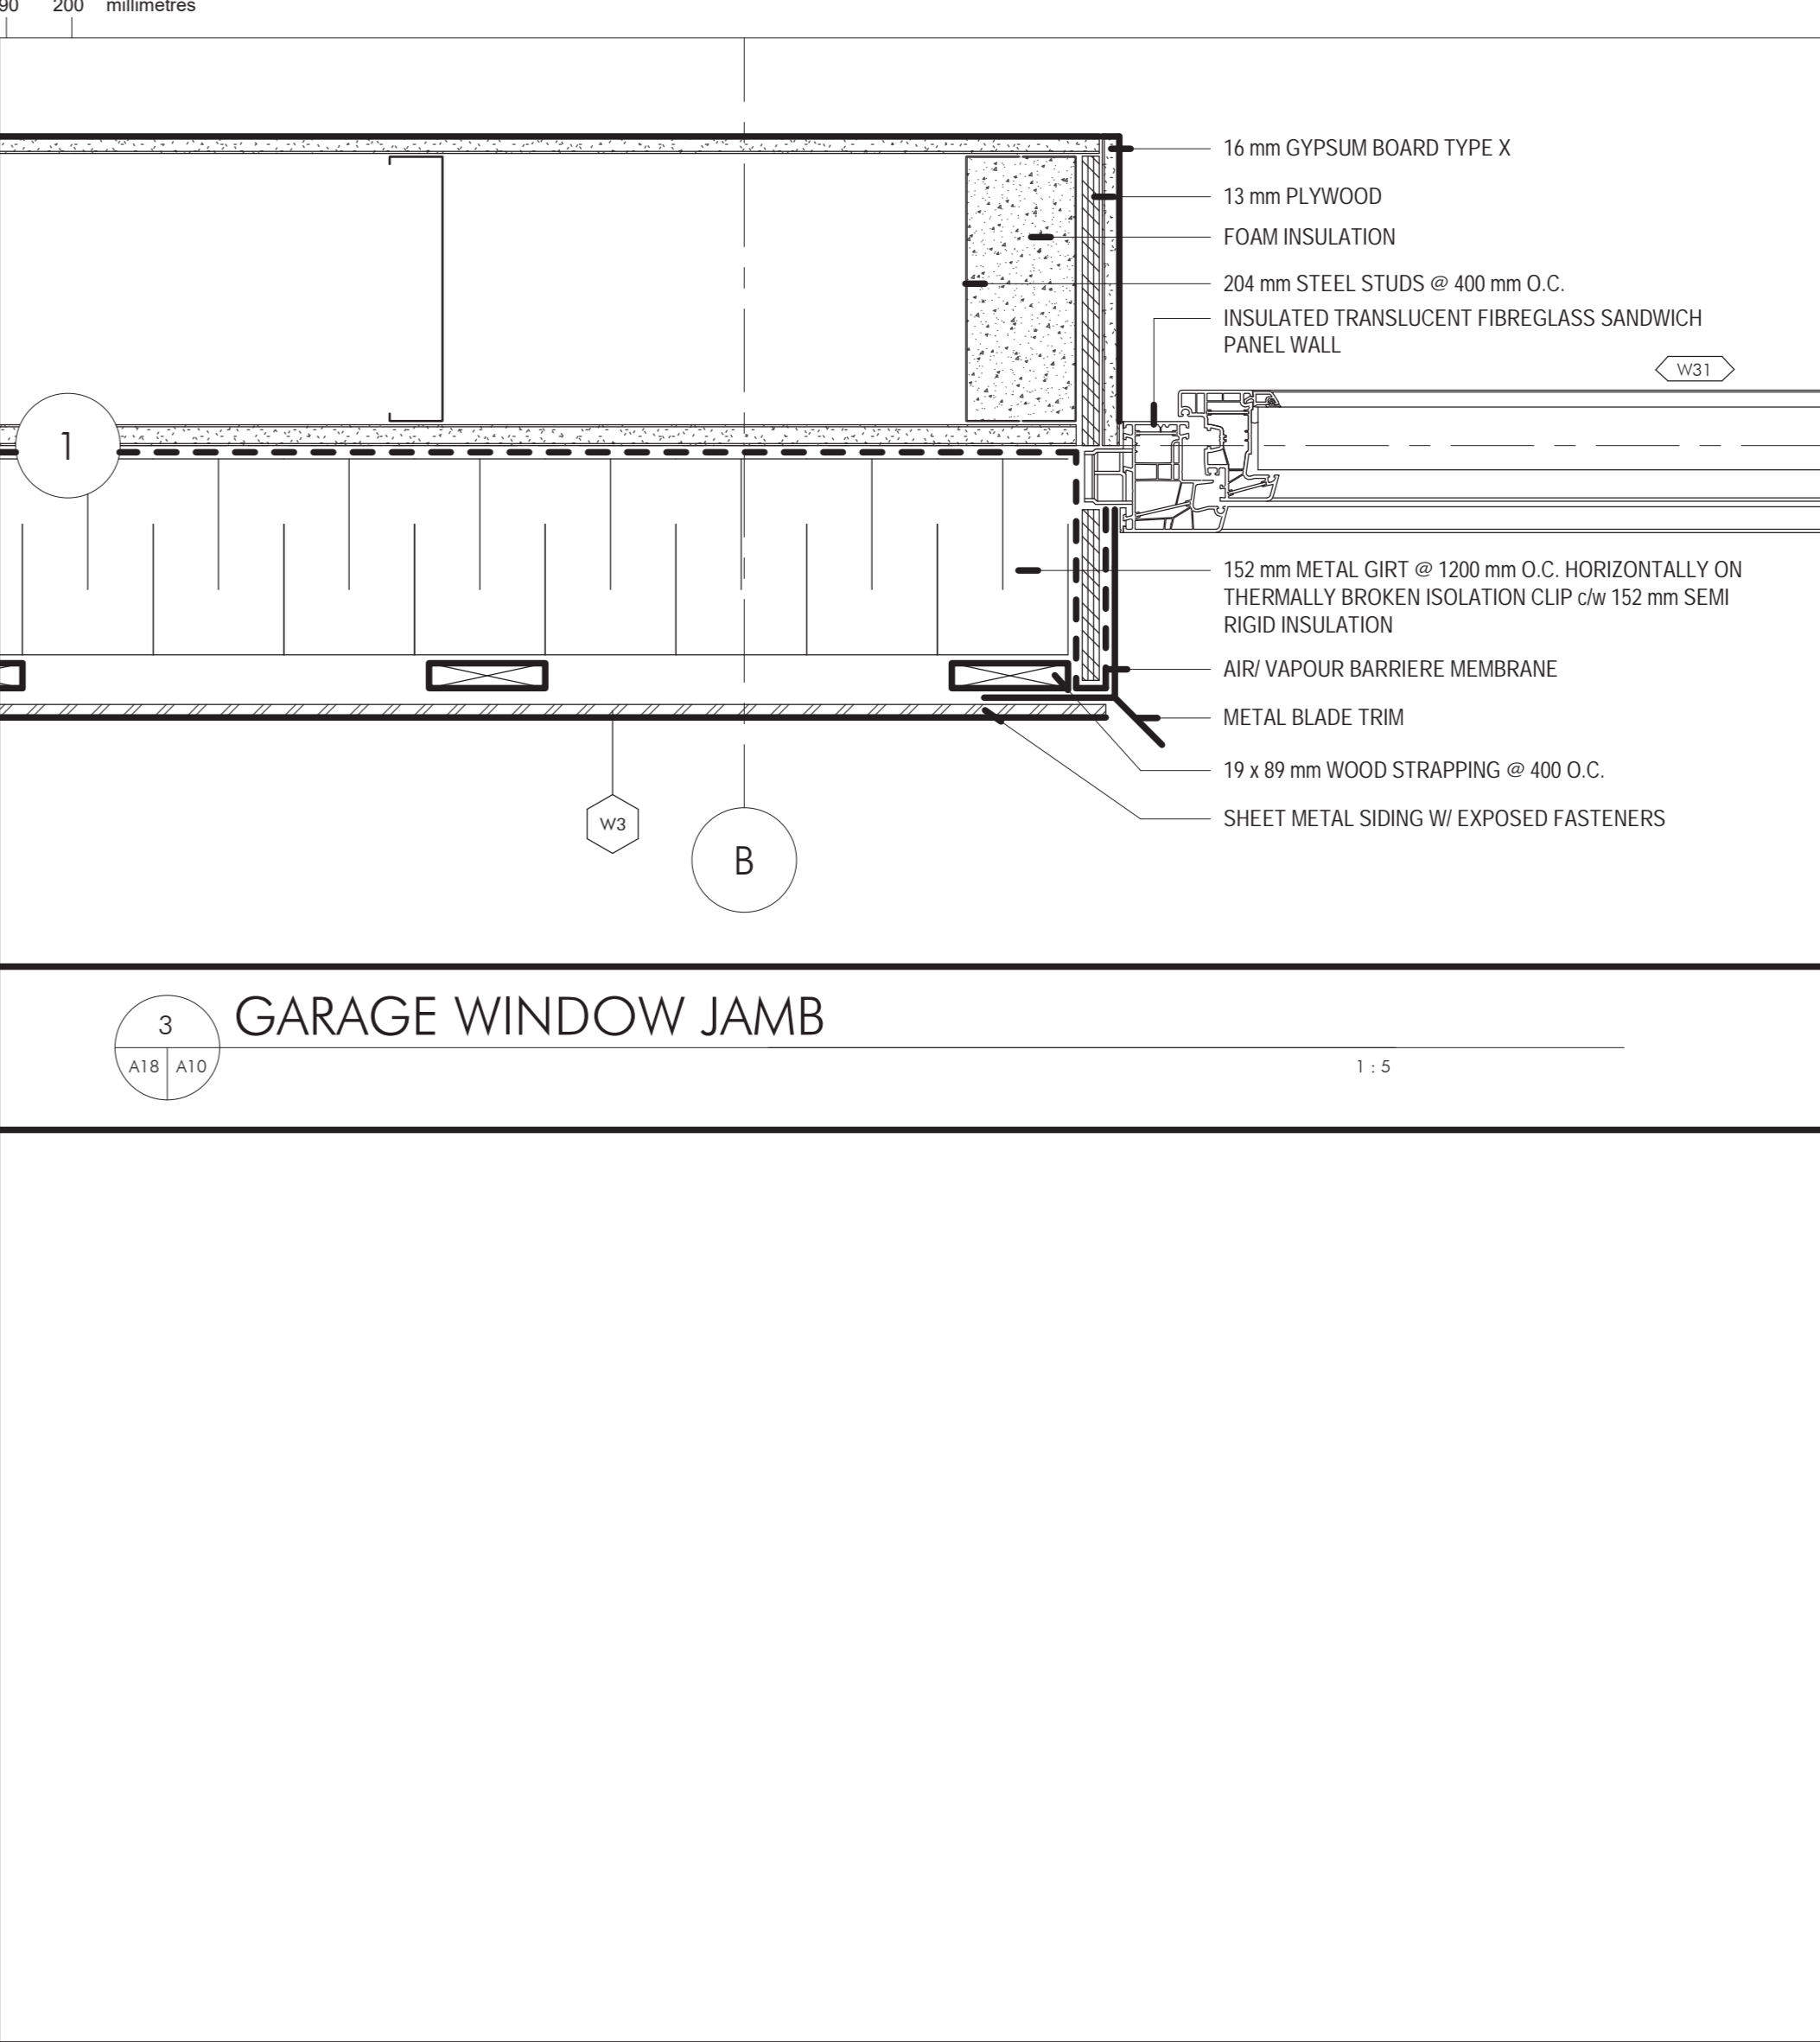 90 200 millimetres
16 mm GYPSUM BOARD TYPE X
13 mm PLYWOOD
FOAM INSULATION
204 mm STEEL STUDS @ 400 mm O.C.
INSULATED TRANSLUCENT FIBREGLASS SANDWICH
PANEL WALL
W31
1
152 mm METAL GIRT @ 1200 mm O.C. HORIZONTALLY ON
THERMALLY BROKEN ISOLATION CLIP c/w 152 mm SEMI
RIGID INSULATION
AIR/ VAPOUR BARRIERE MEMBRANE
METAL BLADE TRIM
19 x 89 mm WOOD STRAPPING @ 400 O.C.
SHEET METAL SIDING W/ EXPOSED FASTENERS
W3
B
3 GARAGE WINDOW JAMB
A18 A10 1 : 5